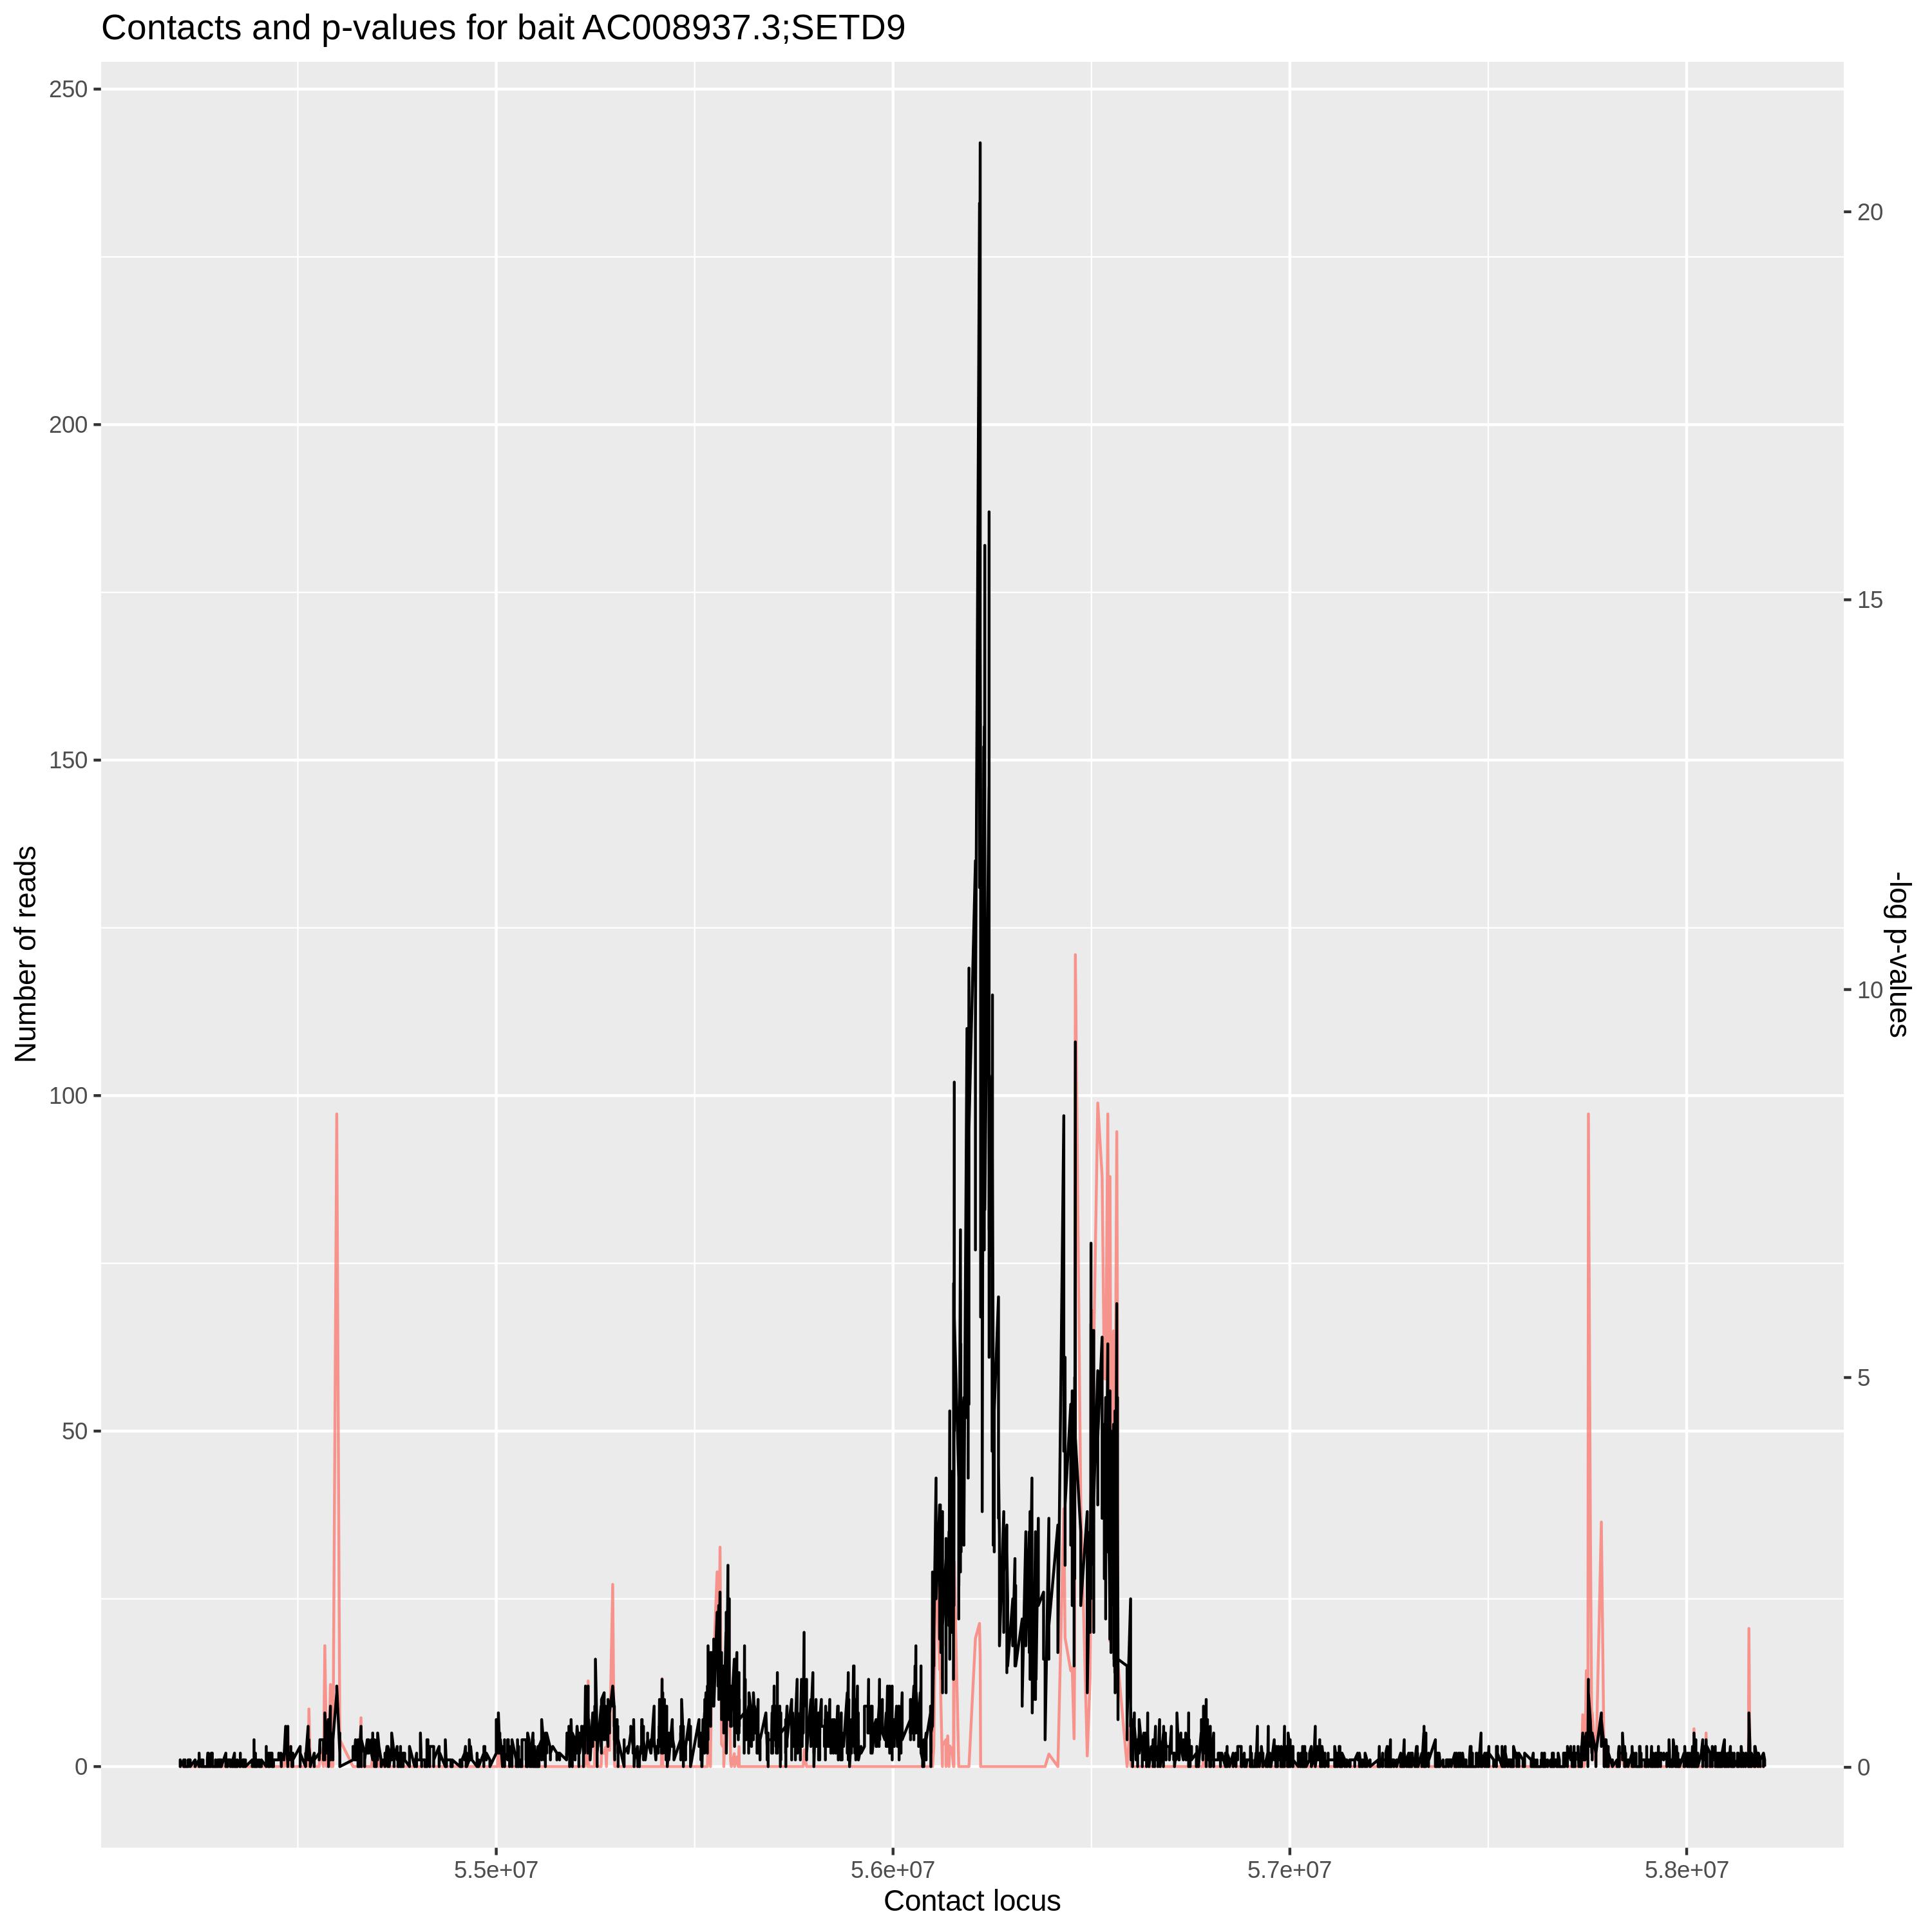 Contacts and p-values for bait AC008937.3;SETD9
250
200
150
100
50
0
Number of reads
20
15
10
5
0
-log p-values
5.5e+07
5.6e+07
5.7e+07
5.8e+07
Contact locus